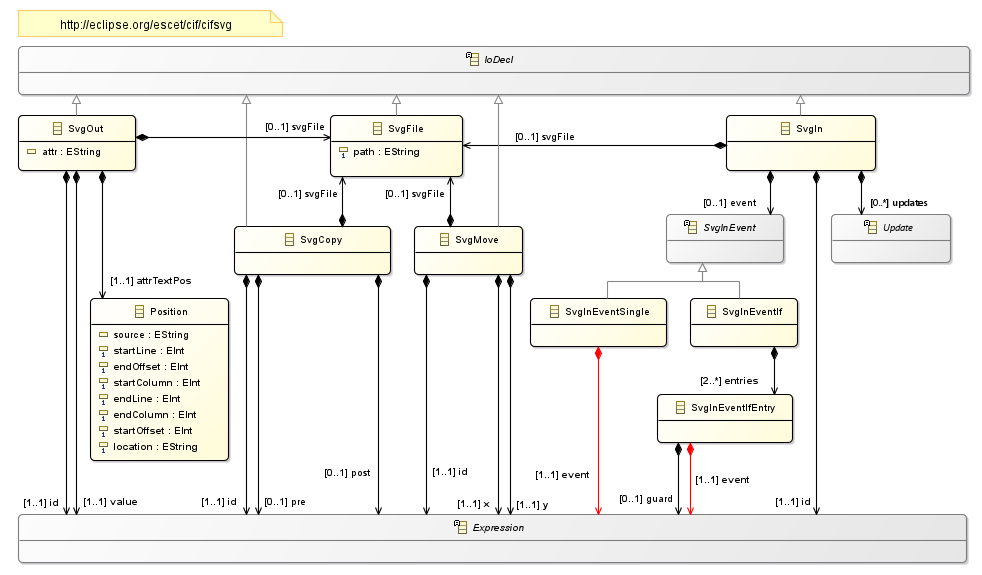 http://eclipse.org/escet/cif/cifsvg
IoDecl
SvgOut
attr : EString
[0..1] svgFile
SvgFile
path : EString
[0..1] svgFile
SvgIn
[0..1] svgFile
[0..1] svgFile
[0..1] event
[0..*] updates
SvgCopy
SvgMove
SvgInEvent
Update
[1..1] attrTextPos
Position
source : EString
startLine : EInt
endOffset : EInt
startColumn : EInt
endLine : EInt
endColumn : EInt
startOffset : EInt
location : EString
SvgInEventSingle
SvgInEventIf
[2..*] entries
SvgInEventIfEntry
[0..1] post
[1..1] id
[1..1] event
[1..1] event
[1..1] id
[1..1] value
[1..1] id
[0..1] pre
[1..1] x
[1..1] y
[0..1] guard
[1..1] id
Expression